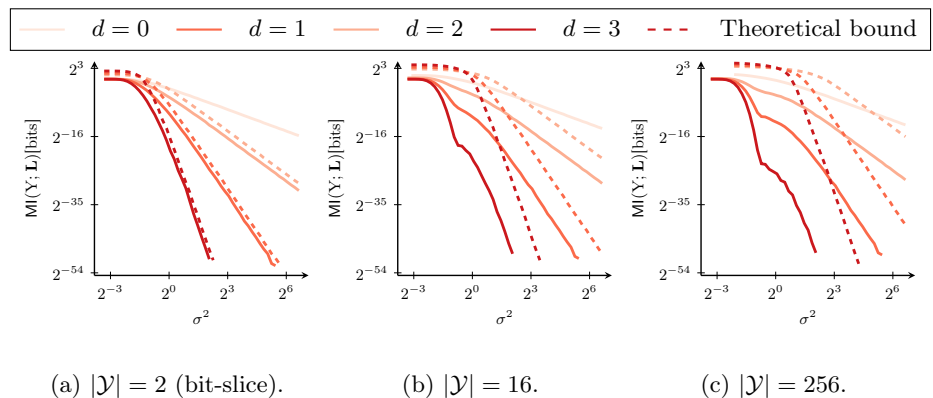 d = 0 d = 1 d = 2 d = 3 Theoretical bound
2^3
2^−16
2^−35
2^−54
MI(Y; L)[bits]
2^−3 2^0 2^3 2^6
σ^2
2^3
2^−16
2^−35
2^−54
MI(Y; L)[bits]
2^−3 2^0 2^3 2^6
σ^2
2^3
2^−16
2^−35
2^−54
MI(Y; L)[bits]
2^−3 2^0 2^3 2^6
σ^2
(a) |𝒴| = 2 (bit-slice).
(b) |𝒴| = 16.
(c) |𝒴| = 256.